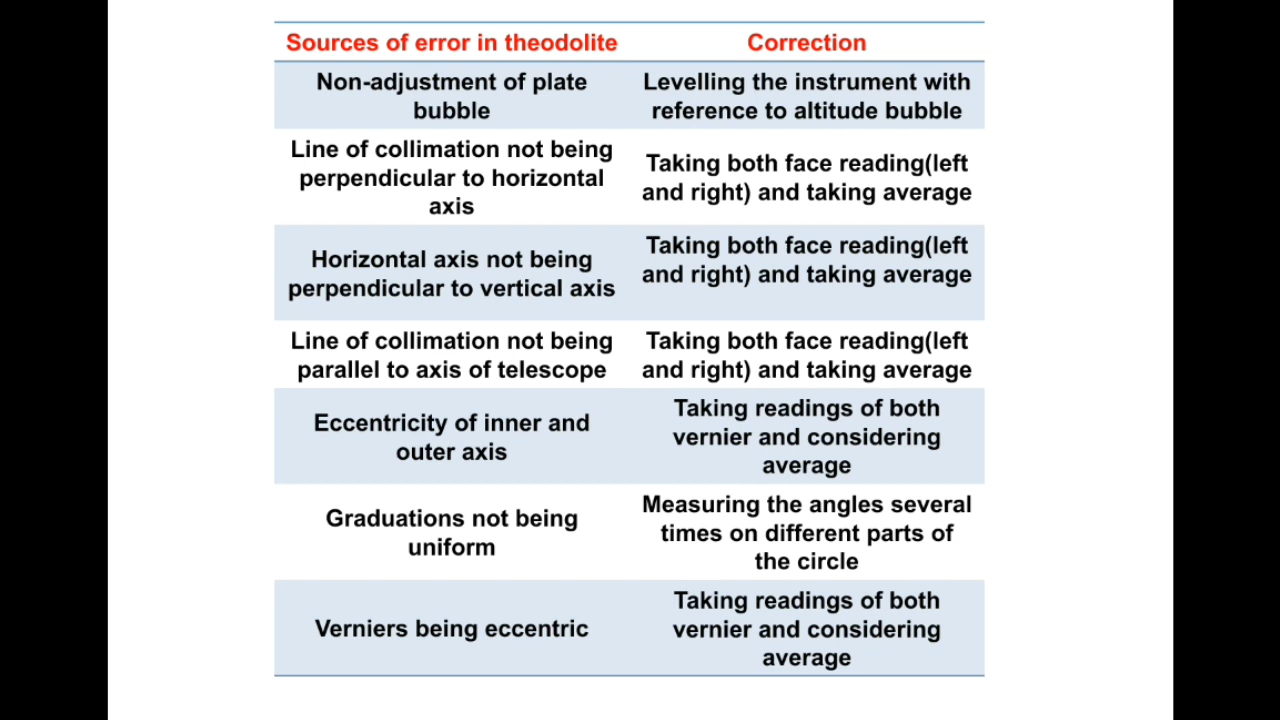 Sources of error in theodolite Correction
Non-adjustment of plate
bubble
Levelling the instrument with
reference to altitude bubble
Line of collimation not being
perpendicular to horizontal
axis
Taking both face reading(left
and right) and taking average
Horizontal axis not being
perpendicular to vertical axis
Taking both face reading(left
and right) and taking average
Line of collimation not being
parallel to axis of telescope
Taking both face reading(left
and right) and taking average
Eccentricity of inner and
outer axis
Taking readings of both
vernier and considering
average
Graduations not being
uniform
Measuring the angles several
times on different parts of
the circle
Verniers being eccentric
Taking readings of both
vernier and considering
average